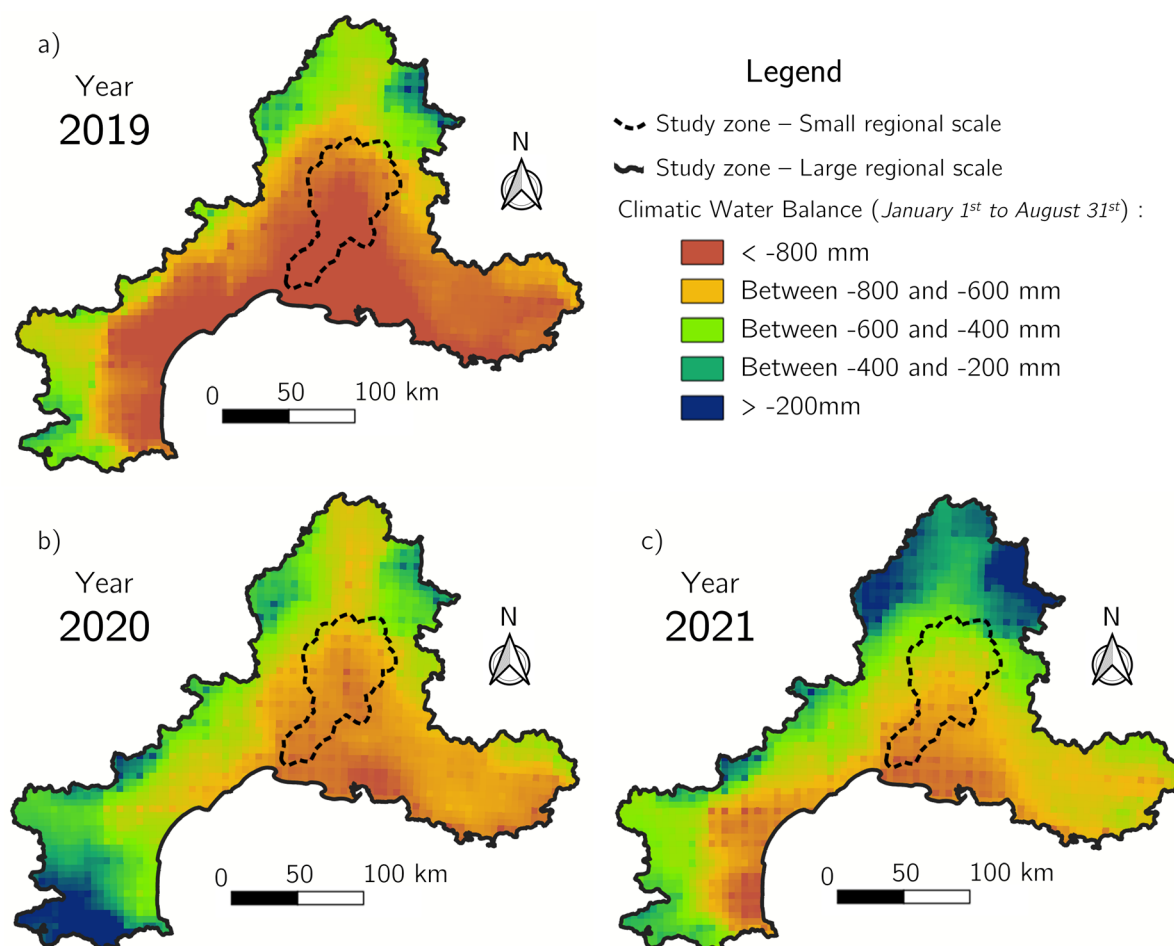 a)
Year
2019
N
0
50
100 km
Legend
Study zone – Small regional scale
Study zone – Large regional scale
Climatic Water Balance (January 1st to August 31st) :
< -800 mm
Between -800 and -600 mm
Between -600 and -400 mm
Between -400 and -200 mm
> -200mm
b)
Year
2020
N
0
50
100 km
c)
Year
2021
N
0
50
100 km